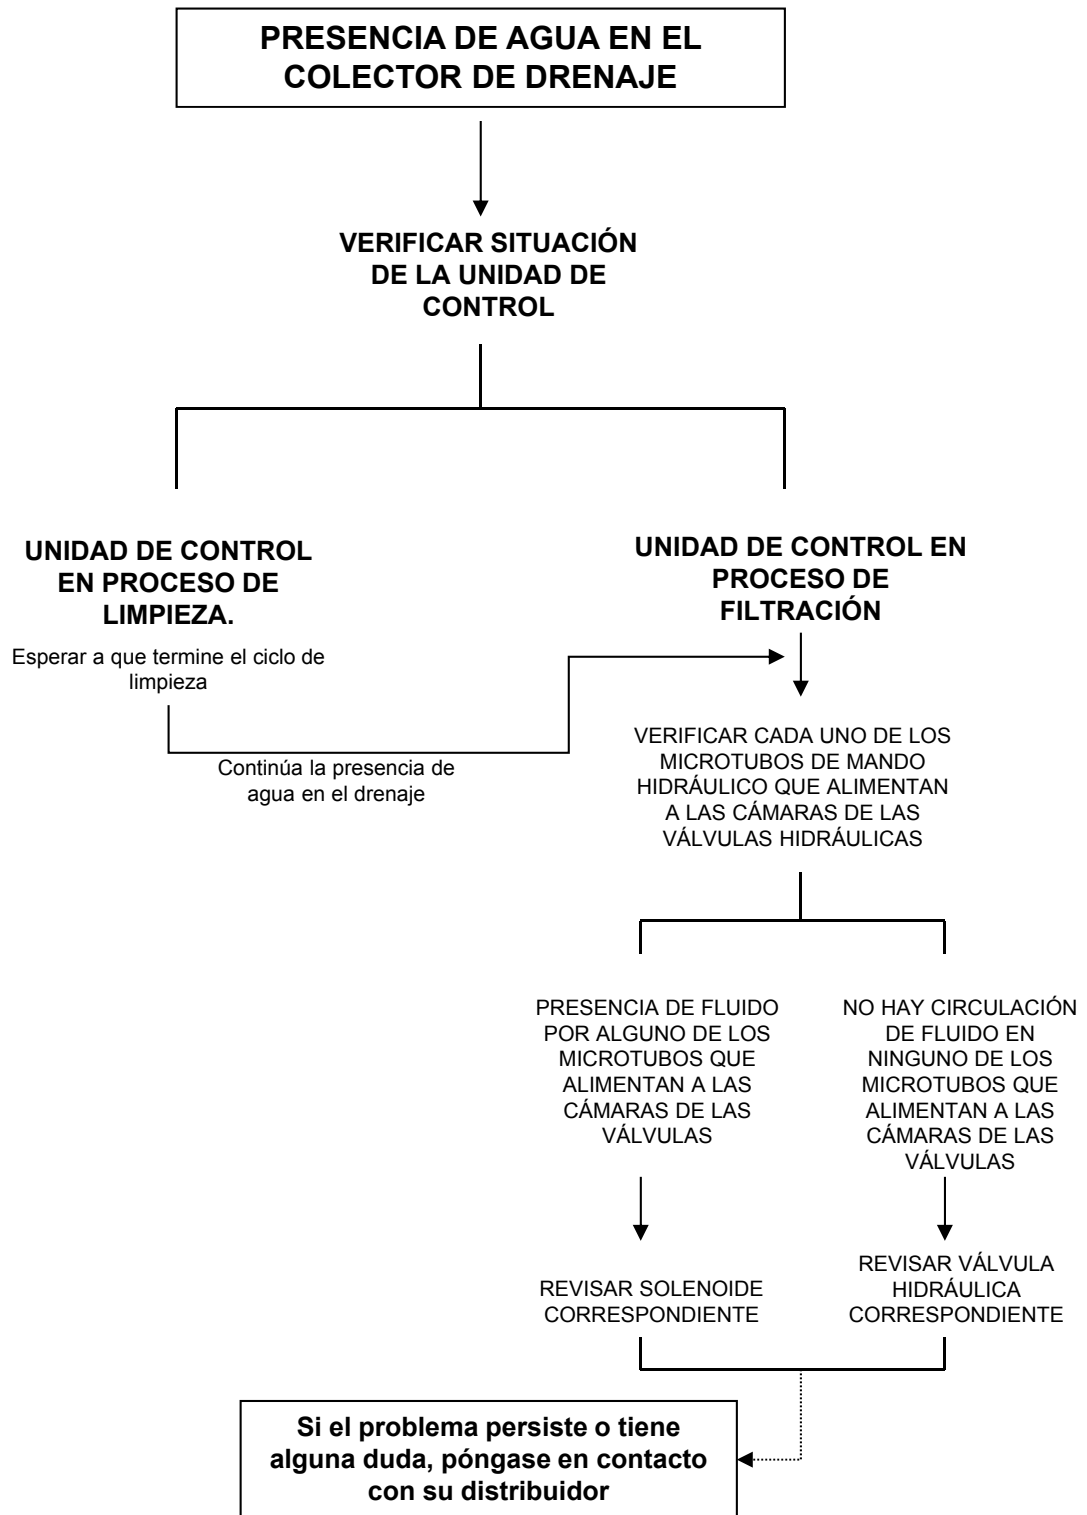 PRESENCIA DE AGUA EN EL
COLECTOR DE DRENAJE
VERIFICAR SITUACIÓN
DE LA UNIDAD DE
CONTROL
UNIDAD DE CONTROL
EN PROCESO DE
LIMPIEZA.
Esperar a que termine el ciclo de
limpieza
Continúa la presencia de
agua en el drenaje
UNIDAD DE CONTROL EN
PROCESO DE
FILTRACIÓN
VERIFICAR CADA UNO DE LOS
MICROTUBOS DE MANDO
HIDRÁULICO QUE ALIMENTAN
A LAS CÁMARAS DE LAS
VÁLVULAS HIDRÁULICAS
PRESENCIA DE FLUIDO
POR ALGUNO DE LOS
MICROTUBOS QUE
ALIMENTAN A LAS
CÁMARAS DE LAS
VÁLVULAS
NO HAY CIRCULACIÓN
DE FLUIDO EN
NINGUNO DE LOS
MICROTUBOS QUE
ALIMENTAN A LAS
CÁMARAS DE LAS
VÁLVULAS
REVISAR SOLENOIDE
CORRESPONDIENTE
REVISAR VÁLVULA
HIDRÁULICA
CORRESPONDIENTE
Si el problema persiste o tiene
alguna duda, póngase en contacto
con su distribuidor